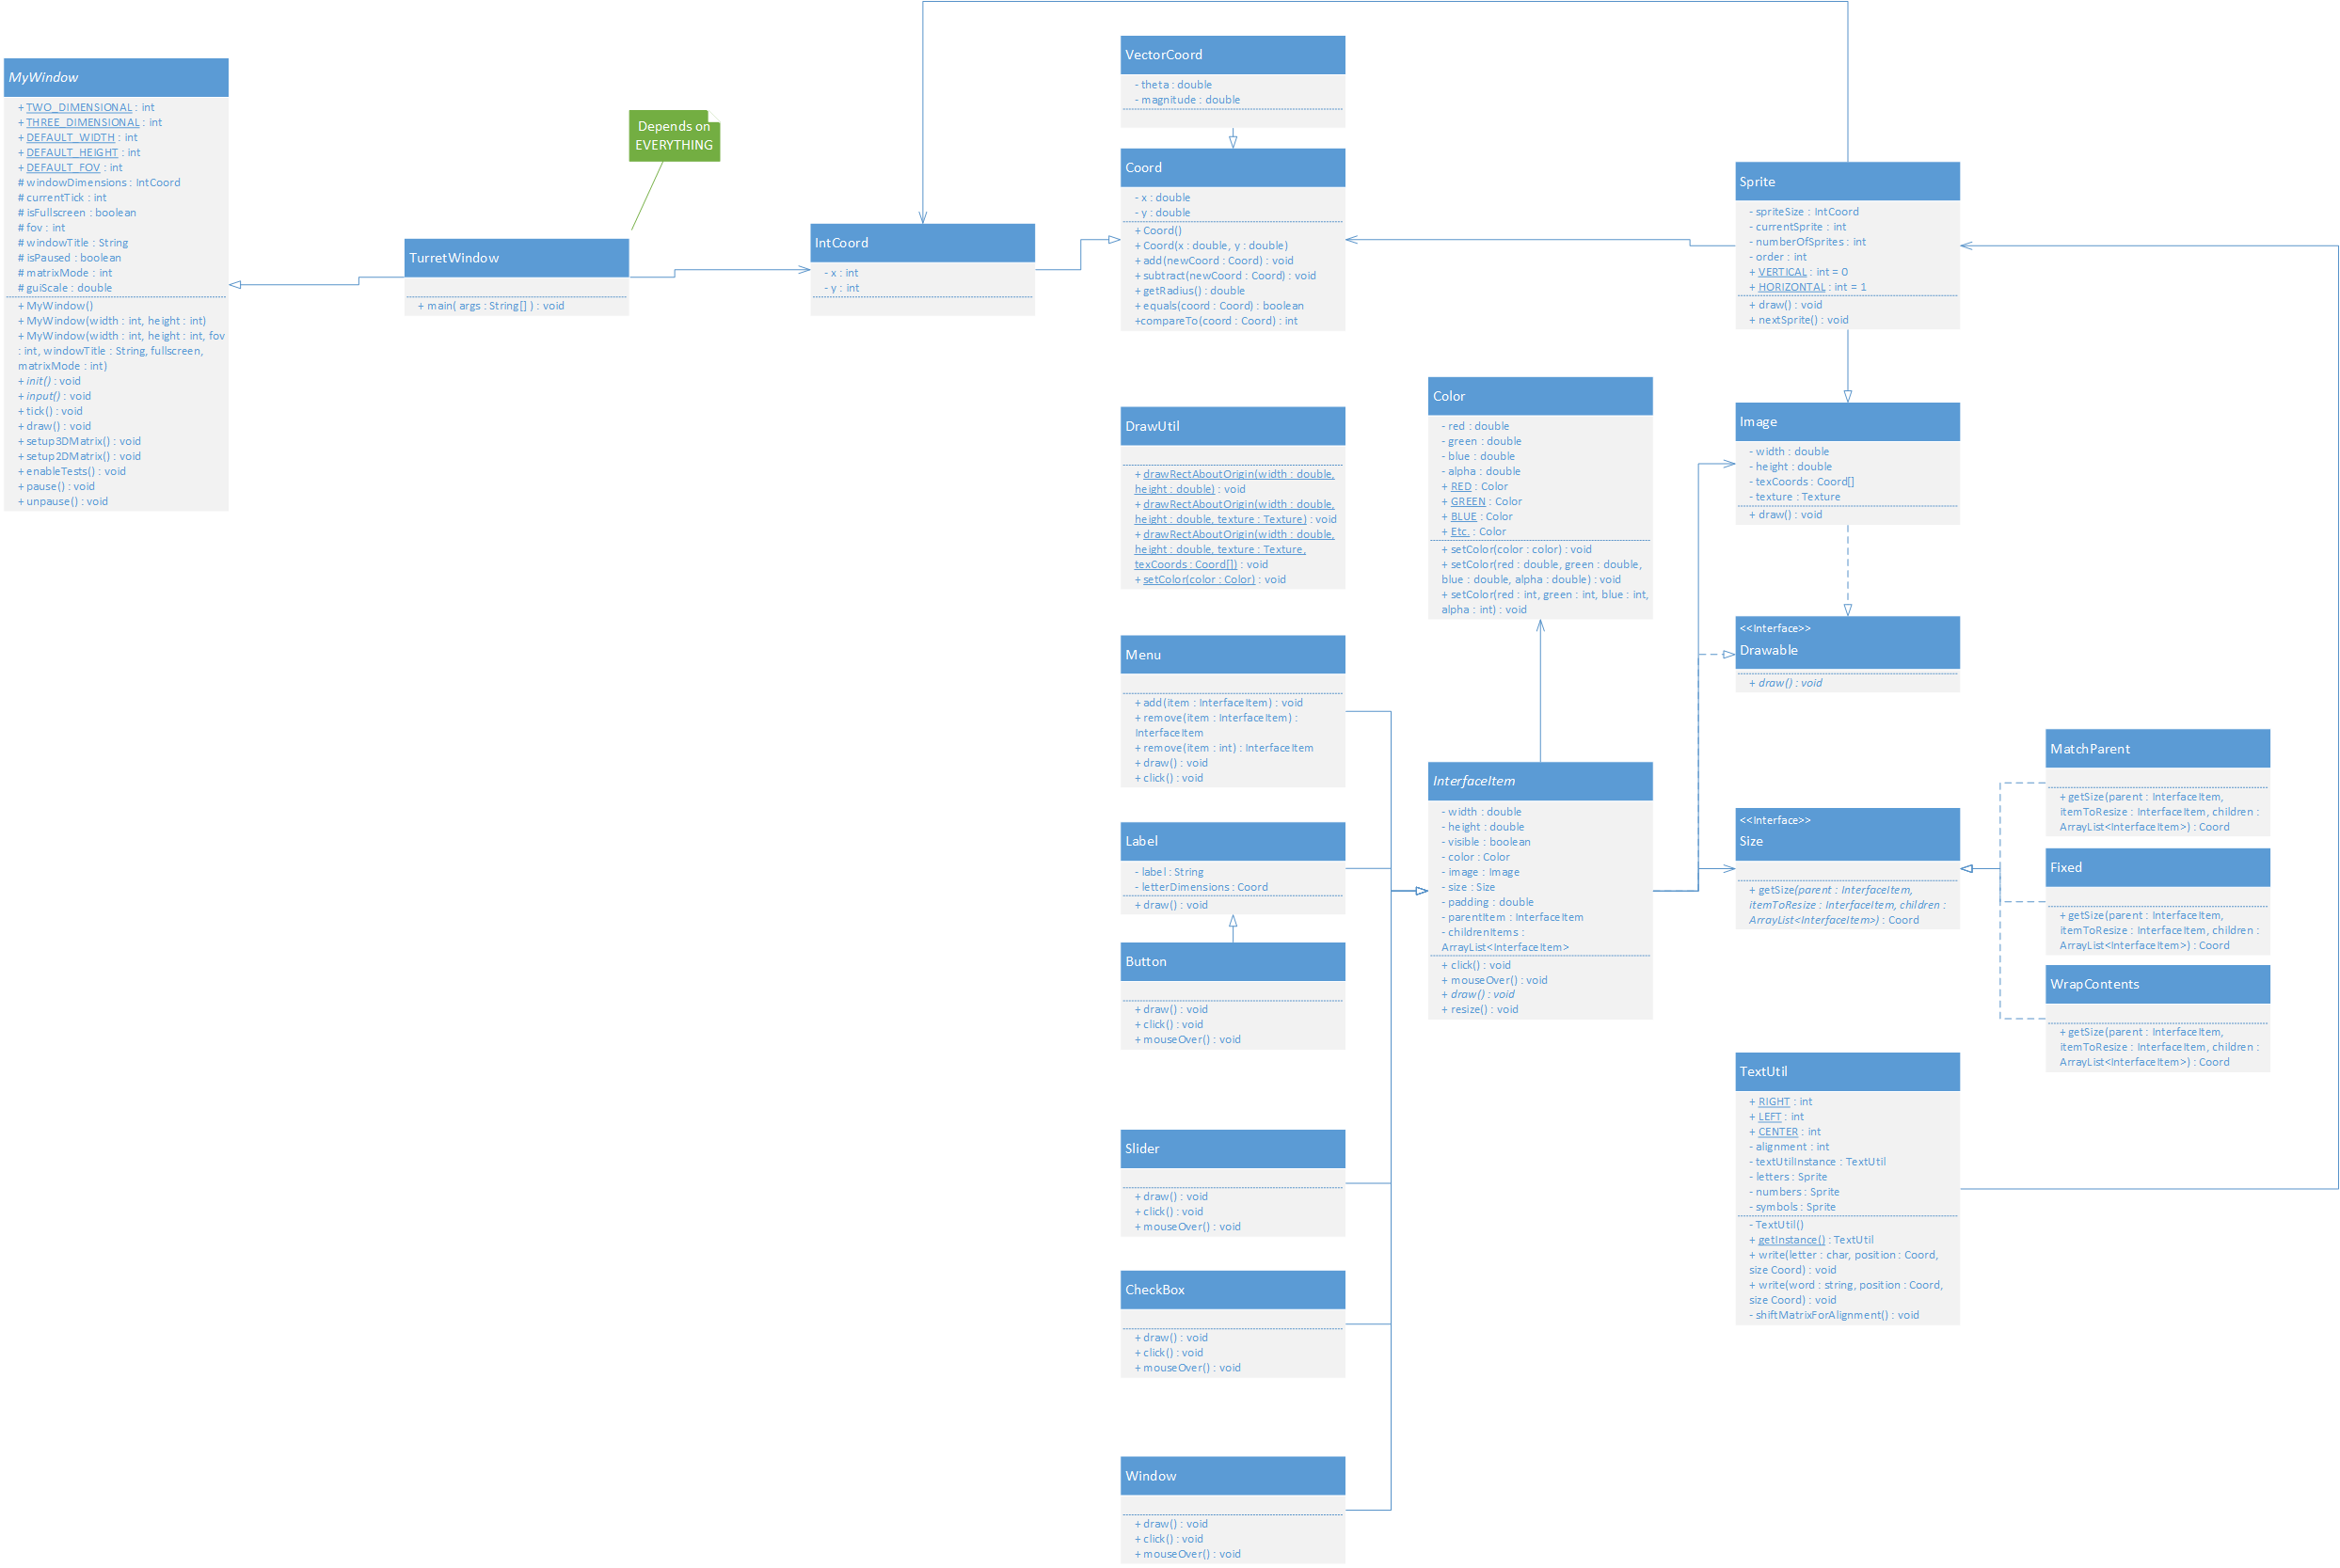 MyWindow
+ TWO_DIMENSIONAL : int
+ THREE_DIMENSIONAL : int
+ DEFAULT_WIDTH : int
+ DEFAULT_HEIGHT : int
+ DEFAULT_FOV : int
# windowDimensions : IntCoord
# currentTick : int
# isFullscreen : boolean
# fov : int
# windowTitle : String
# isPaused : boolean
# matrixMode : int
# guiScale : double
+ MyWindow()
+ MyWindow(width : int, height : int)
+ MyWindow(width : int, height : int, fov
: int, windowTitle : String, fullscreen,
matrixMode : int)
+ init() : void
+ input() : void
+ tick() : void
+ draw() : void
+ setup3DMatrix() : void
+ setup2DMatrix() : void
+ enableTests() : void
+ pause() : void
+ unpause() : void
Depends on
EVERYTHING
TurretWindow
+ main( args : String[] ) : void
IntCoord
- x : int
- y : int
VectorCoord
- theta : double
- magnitude : double
Coord
- x : double
- y : double
+ Coord()
+ Coord(x : double, y : double)
+ add(newCoord : Coord) : void
+ subtract(newCoord : Coord) : void
+ getRadius() : double
+ equals(coord : Coord) : boolean
+compareTo(coord : Coord) : int
DrawUtil
+ drawRectAboutOrigin(width : double,
height : double) : void
+ drawRectAboutOrigin(width : double,
height : double, texture : Texture) : void
+ drawRectAboutOrigin(width : double,
height : double, texture : Texture,
texCoords : Coord[]) : void
+ setColor(color : Color) : void
Menu
+ add(item : InterfaceItem) : void
+ remove(item : InterfaceItem) :
InterfaceItem
+ remove(item : int) : InterfaceItem
+ draw() : void
+ click() : void
Label
- label : String
- letterDimensions : Coord
+ draw() : void
Button
+ draw() : void
+ click() : void
+ mouseOver() : void
Slider
+ draw() : void
+ click() : void
+ mouseOver() : void
CheckBox
+ draw() : void
+ click() : void
+ mouseOver() : void
Window
+ draw() : void
+ click() : void
+ mouseOver() : void
Color
- red : double
- green : double
- blue : double
- alpha : double
+ RED : Color
+ GREEN : Color
+ BLUE : Color
+ Etc. : Color
+ setColor(color : color) : void
+ setColor(red : double, green : double,
blue : double, alpha : double) : void
+ setColor(red : int, green : int, blue : int,
alpha : int) : void
InterfaceItem
- width : double
- height : double
- visible : boolean
- color : Color
- image : Image
- size : Size
- padding : double
- parentItem : InterfaceItem
- childrenItems :
ArrayList<InterfaceItem>
+ click() : void
+ mouseOver() : void
+ draw() : void
+ resize() : void
Sprite
- spriteSize : IntCoord
- currentSprite : int
- numberOfSprites : int
- order : int
+ VERTICAL : int = 0
+ HORIZONTAL : int = 1
+ draw() : void
+ nextSprite() : void
Image
- width : double
- height : double
- texCoords : Coord[]
- texture : Texture
+ draw() : void
<<Interface>>
Drawable
+ draw() : void
<<Interface>>
Size
+ getSize(parent : InterfaceItem,
itemToResize : InterfaceItem, children :
ArrayList<InterfaceItem>) : Coord
MatchParent
+ getSize(parent : InterfaceItem,
itemToResize : InterfaceItem, children :
ArrayList<InterfaceItem>) : Coord
Fixed
+ getSize(parent : InterfaceItem,
itemToResize : InterfaceItem, children :
ArrayList<InterfaceItem>) : Coord
WrapContents
+ getSize(parent : InterfaceItem,
itemToResize : InterfaceItem, children :
ArrayList<InterfaceItem>) : Coord
TextUtil
+ RIGHT : int
+ LEFT : int
+ CENTER : int
- alignment : int
- textUtilInstance : TextUtil
- letters : Sprite
- numbers : Sprite
- symbols : Sprite
- TextUtil()
+ getInstance() : TextUtil
+ write(letter : char, position : Coord,
size Coord) : void
+ write(word : string, position : Coord,
size Coord) : void
- shiftMatrixForAlignment() : void